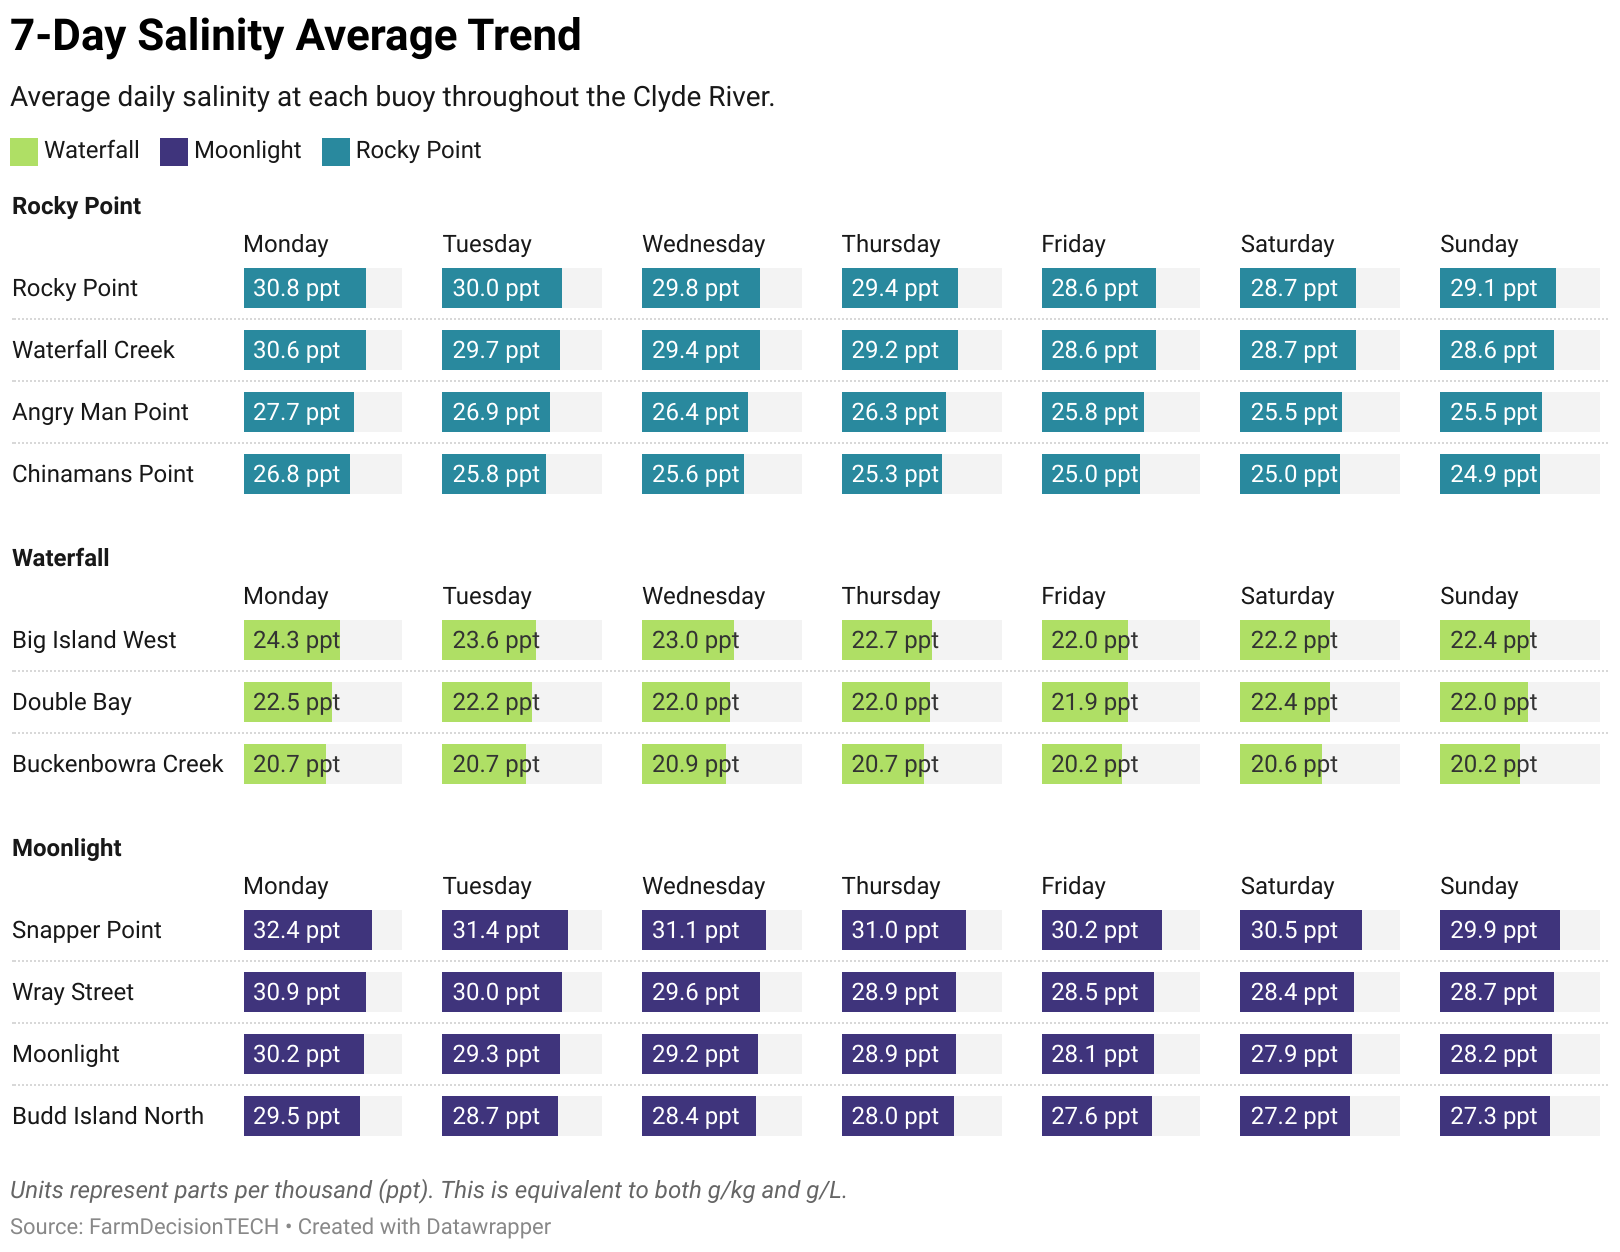 7-Day Salinity Average Trend
Average daily salinity at each buoy throughout the Clyde River.
Waterfall Moonlight Rocky Point
Rocky Point
Monday Tuesday Wednesday Thursday Friday Saturday Sunday
Rocky Point 30.8 ppt 30.0 ppt 29.8 ppt 29.4 ppt 28.6 ppt 28.7 ppt 29.1 ppt
Waterfall Creek 30.6 ppt 29.7 ppt 29.4 ppt 29.2 ppt 28.6 ppt 28.7 ppt 28.6 ppt
Angry Man Point 27.7 ppt 26.9 ppt 26.4 ppt 26.3 ppt 25.8 ppt 25.5 ppt 25.5 ppt
Chinamans Point 26.8 ppt 25.8 ppt 25.6 ppt 25.3 ppt 25.0 ppt 25.0 ppt 24.9 ppt
Waterfall
Monday Tuesday Wednesday Thursday Friday Saturday Sunday
Big Island West 24.3 ppt 23.6 ppt 23.0 ppt 22.7 ppt 22.0 ppt 22.2 ppt 22.4 ppt
Double Bay 22.5 ppt 22.2 ppt 22.0 ppt 22.0 ppt 21.9 ppt 22.4 ppt 22.0 ppt
Buckenbowra Creek 20.7 ppt 20.7 ppt 20.9 ppt 20.7 ppt 20.2 ppt 20.6 ppt 20.2 ppt
Moonlight
Monday Tuesday Wednesday Thursday Friday Saturday Sunday
Snapper Point 32.4 ppt 31.4 ppt 31.1 ppt 31.0 ppt 30.2 ppt 30.5 ppt 29.9 ppt
Wray Street 30.9 ppt 30.0 ppt 29.6 ppt 28.9 ppt 28.5 ppt 28.4 ppt 28.7 ppt
Moonlight 30.2 ppt 29.3 ppt 29.2 ppt 28.9 ppt 28.1 ppt 27.9 ppt 28.2 ppt
Budd Island North 29.5 ppt 28.7 ppt 28.4 ppt 28.0 ppt 27.6 ppt 27.2 ppt 27.3 ppt
Units represent parts per thousand (ppt). This is equivalent to both g/kg and g/L.
Source: FarmDecisionTECH • Created with Datawrapper